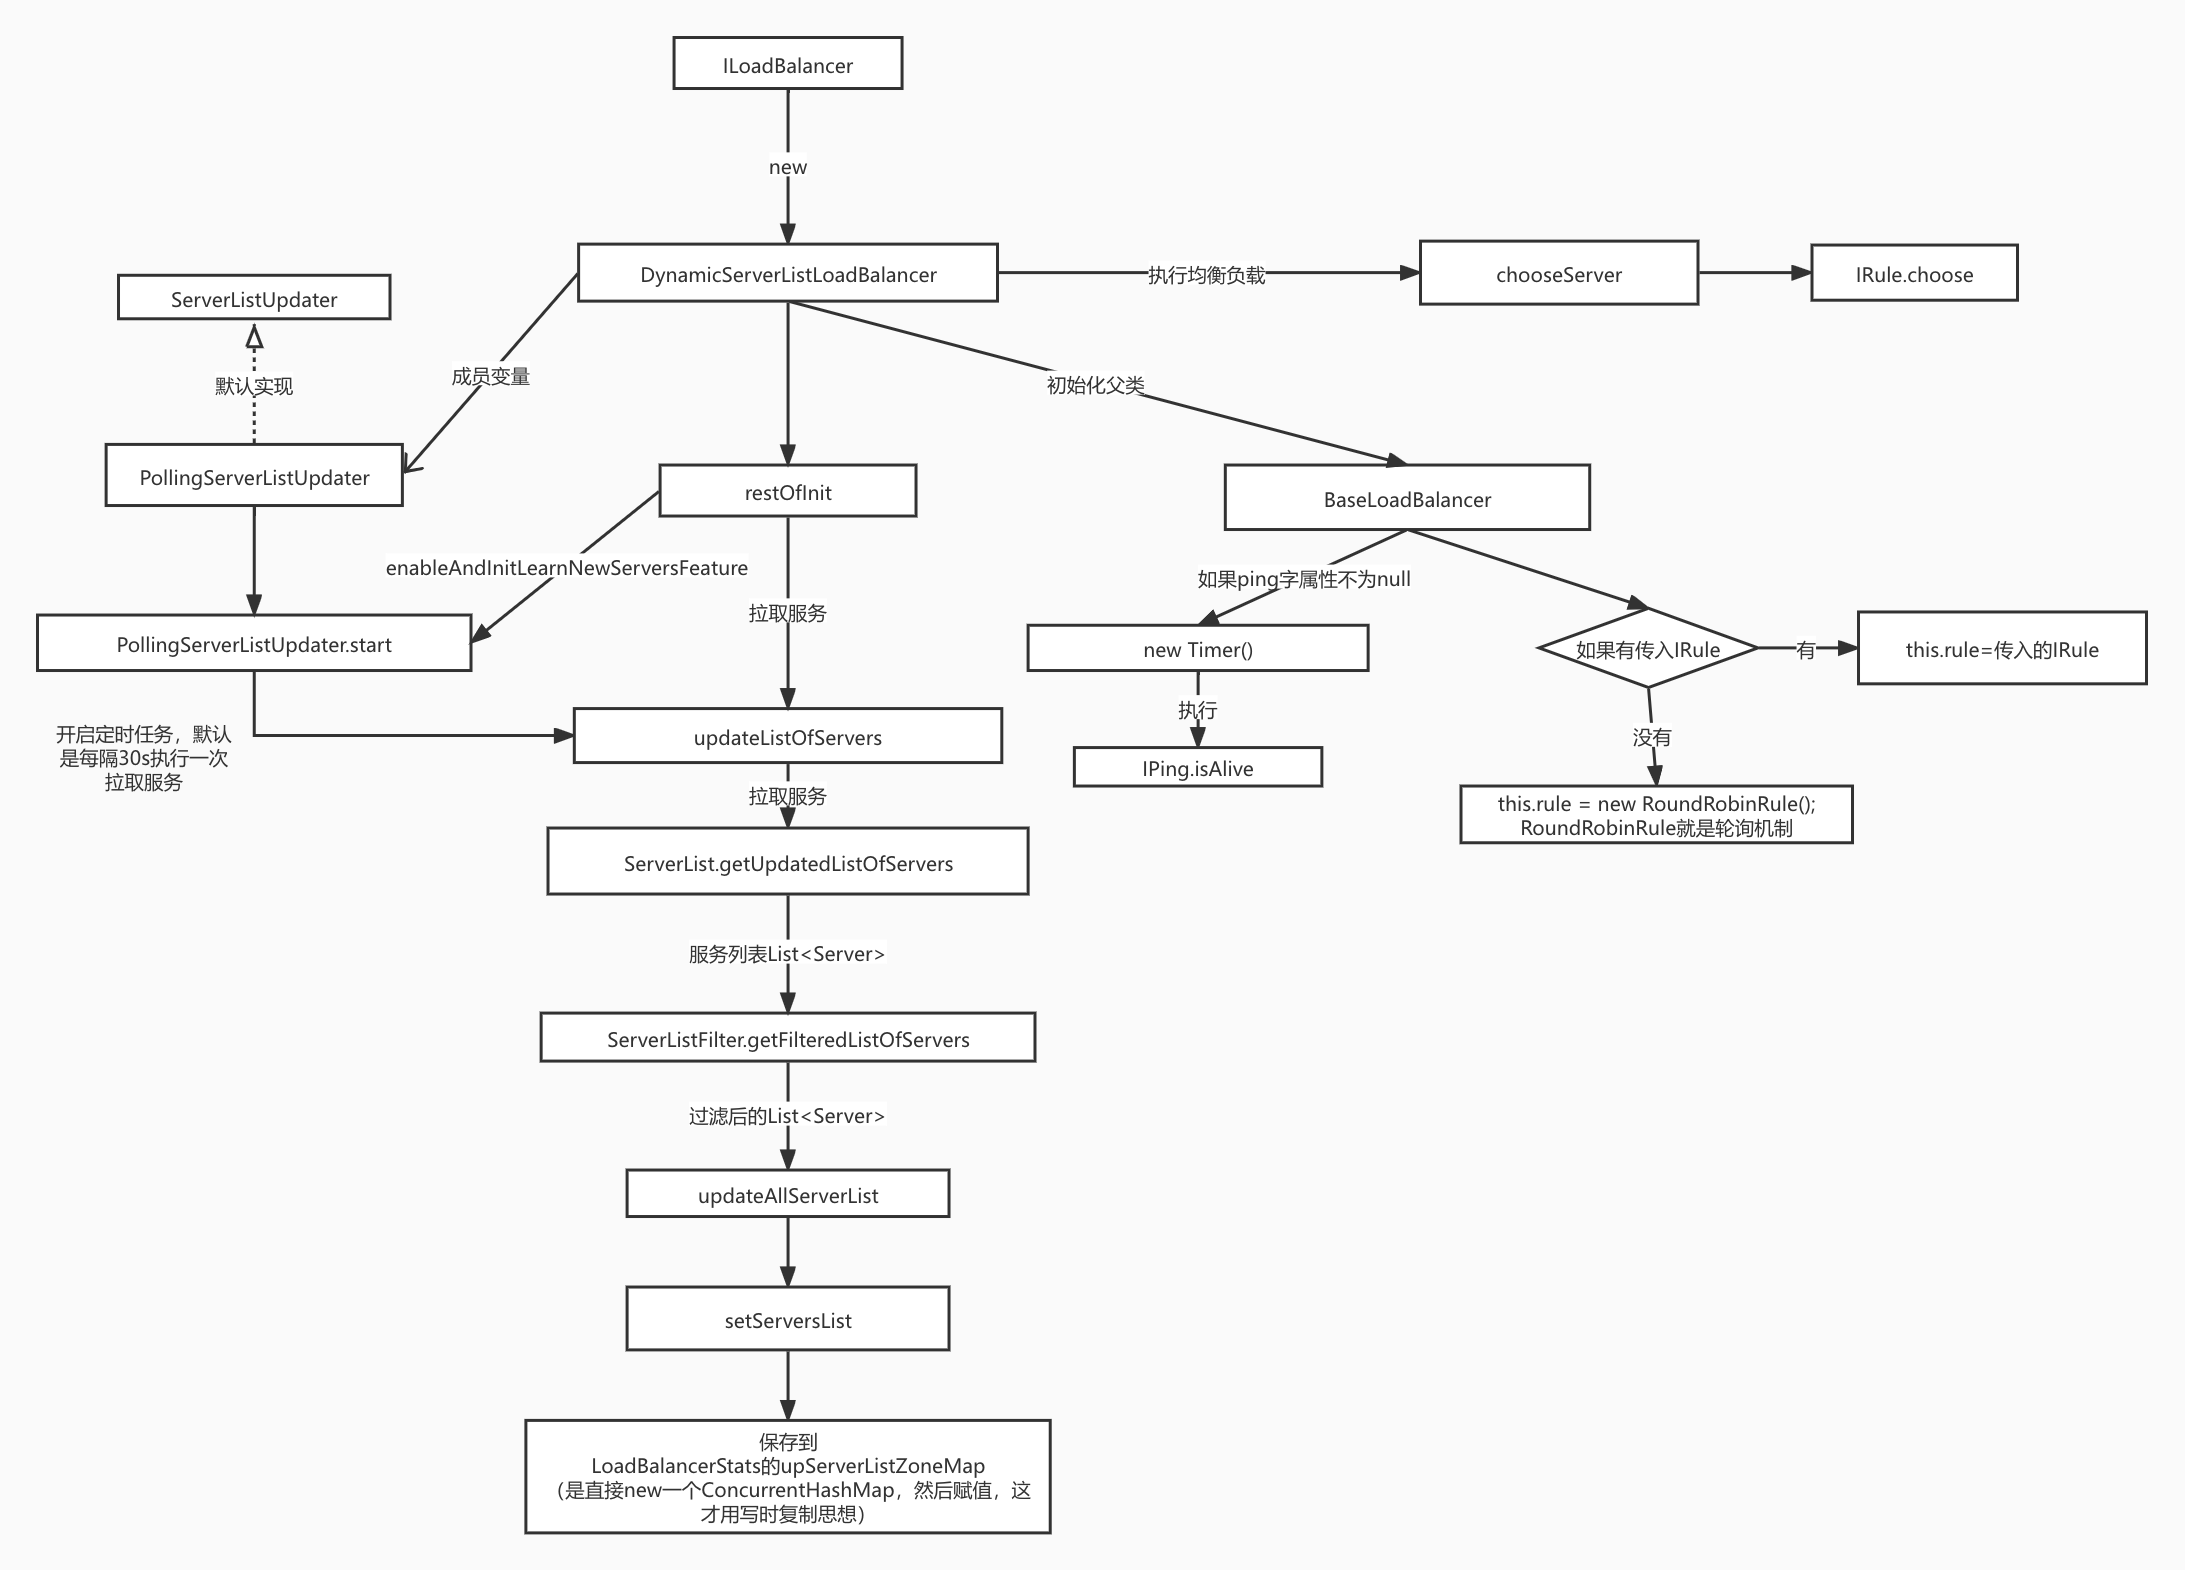 ILoadBalancer
new
DynamicServerListLoadBalancer
执行均衡负载
chooseServer
IRule.choose
ServerListUpdater
默认实现
成员变量
初始化父类
PollingServerListUpdater
restOfInit
BaseLoadBalancer
enableAndInitLearnNewServersFeature
如果ping字属性不为null
拉取服务
PollingServerListUpdater.start
new Timer()
如果有传入IRule
有
this.rule=传入的IRule
执行
没有
开启定时任务，默认
是每隔30s执行一次
拉取服务
updateListOfServers
IPing.isAlive
拉取服务
this.rule = new RoundRobinRule();
RoundRobinRule就是轮询机制
ServerList.getUpdatedListOfServers
服务列表List<Server>
ServerListFilter.getFilteredListOfServers
过滤后的List<Server>
updateAllServerList
setServersList
保存到
LoadBalancerStats的upServerListZoneMap
（是直接new一个ConcurrentHashMap，然后赋值，这
才用写时复制思想）